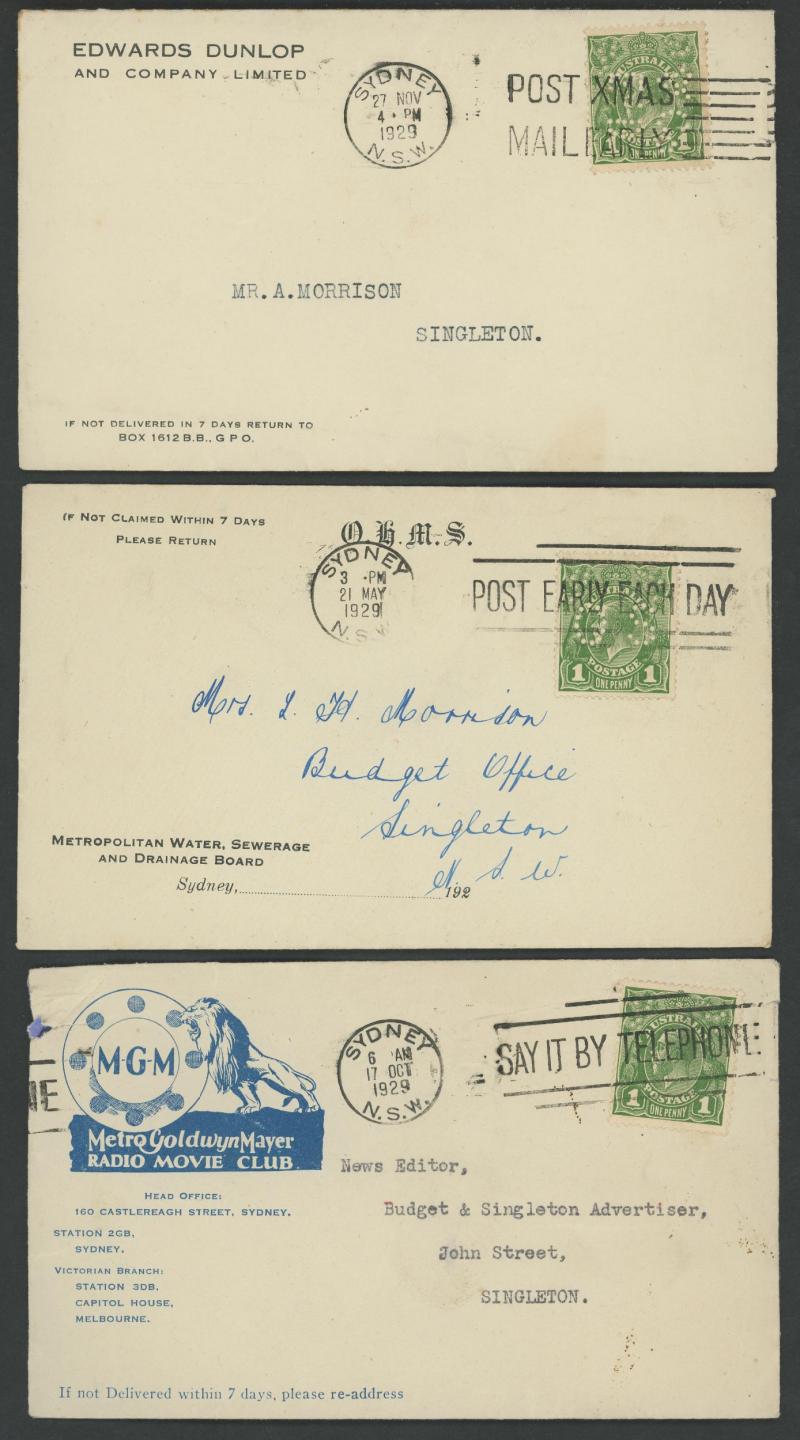 EDWARDS DUNLOP
AND COMPANY LIMITED
SYDNEY
27 NOV
4 · PM
1929
N.S.W.
POST XMAS
MAIL EARLY
MR. A. MORRISON
SINGLETON.
IF NOT DELIVERED IN 7 DAYS RETURN TO
BOX 1612 B.B., G P O.
IF NOT CLAIMED WITHIN 7 DAYS
PLEASE RETURN
O.H.M.S.
SYDNEY
3 · PM
21 MAY
1929
N.S.W
POST EARLY EACH DAY
POSTAGE
1 ONE PENNY 1
Mrs. L. H. Morrison
Budget Office
Singleton
N. S. W.
METROPOLITAN WATER, SEWERAGE
AND DRAINAGE BOARD
Sydney, 192
M-G-M
Metro Goldwyn Mayer
RADIO MOVIE CLUB
SYDNEY
6 AM
17 OCT
1929
N.S.W.
SAY IT BY TELEPHONE
POSTAGE
1 ONE PENNY 1
HEAD OFFICE:
160 CASTLEREAGH STREET, SYDNEY.
STATION 2GB,
SYDNEY.
VICTORIAN BRANCH:
STATION 3DB,
CAPITOL HOUSE,
MELBOURNE.
News Editor,
Budget & Singleton Advertiser,
John Street,
SINGLETON.
If not Delivered within 7 days, please re-address